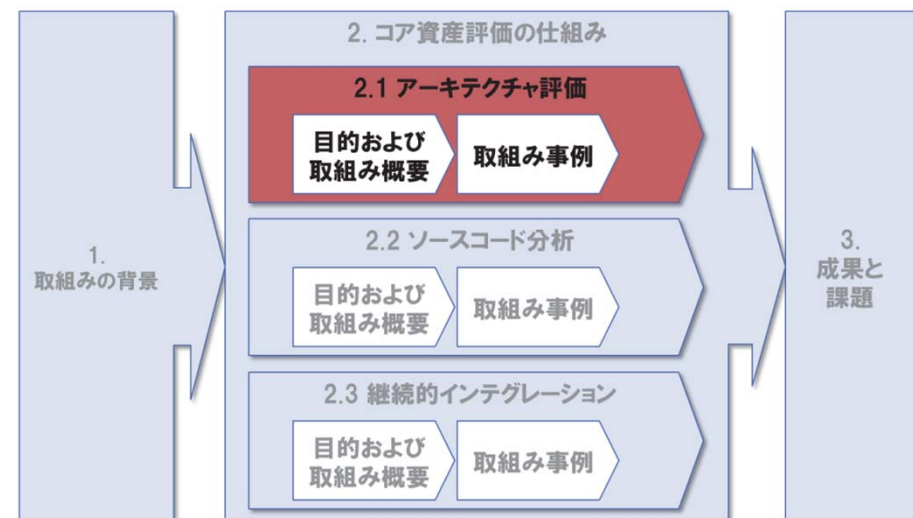 1.
取組みの背景
2. コア資産評価の仕組み
2.1 アーキテクチャ評価
目的および
取組み概要
取組み事例
2.2 ソースコード分析
目的および
取組み概要
取組み事例
2.3 継続的インテグレーション
目的および
取組み概要
取組み事例
3.
成果と
課題